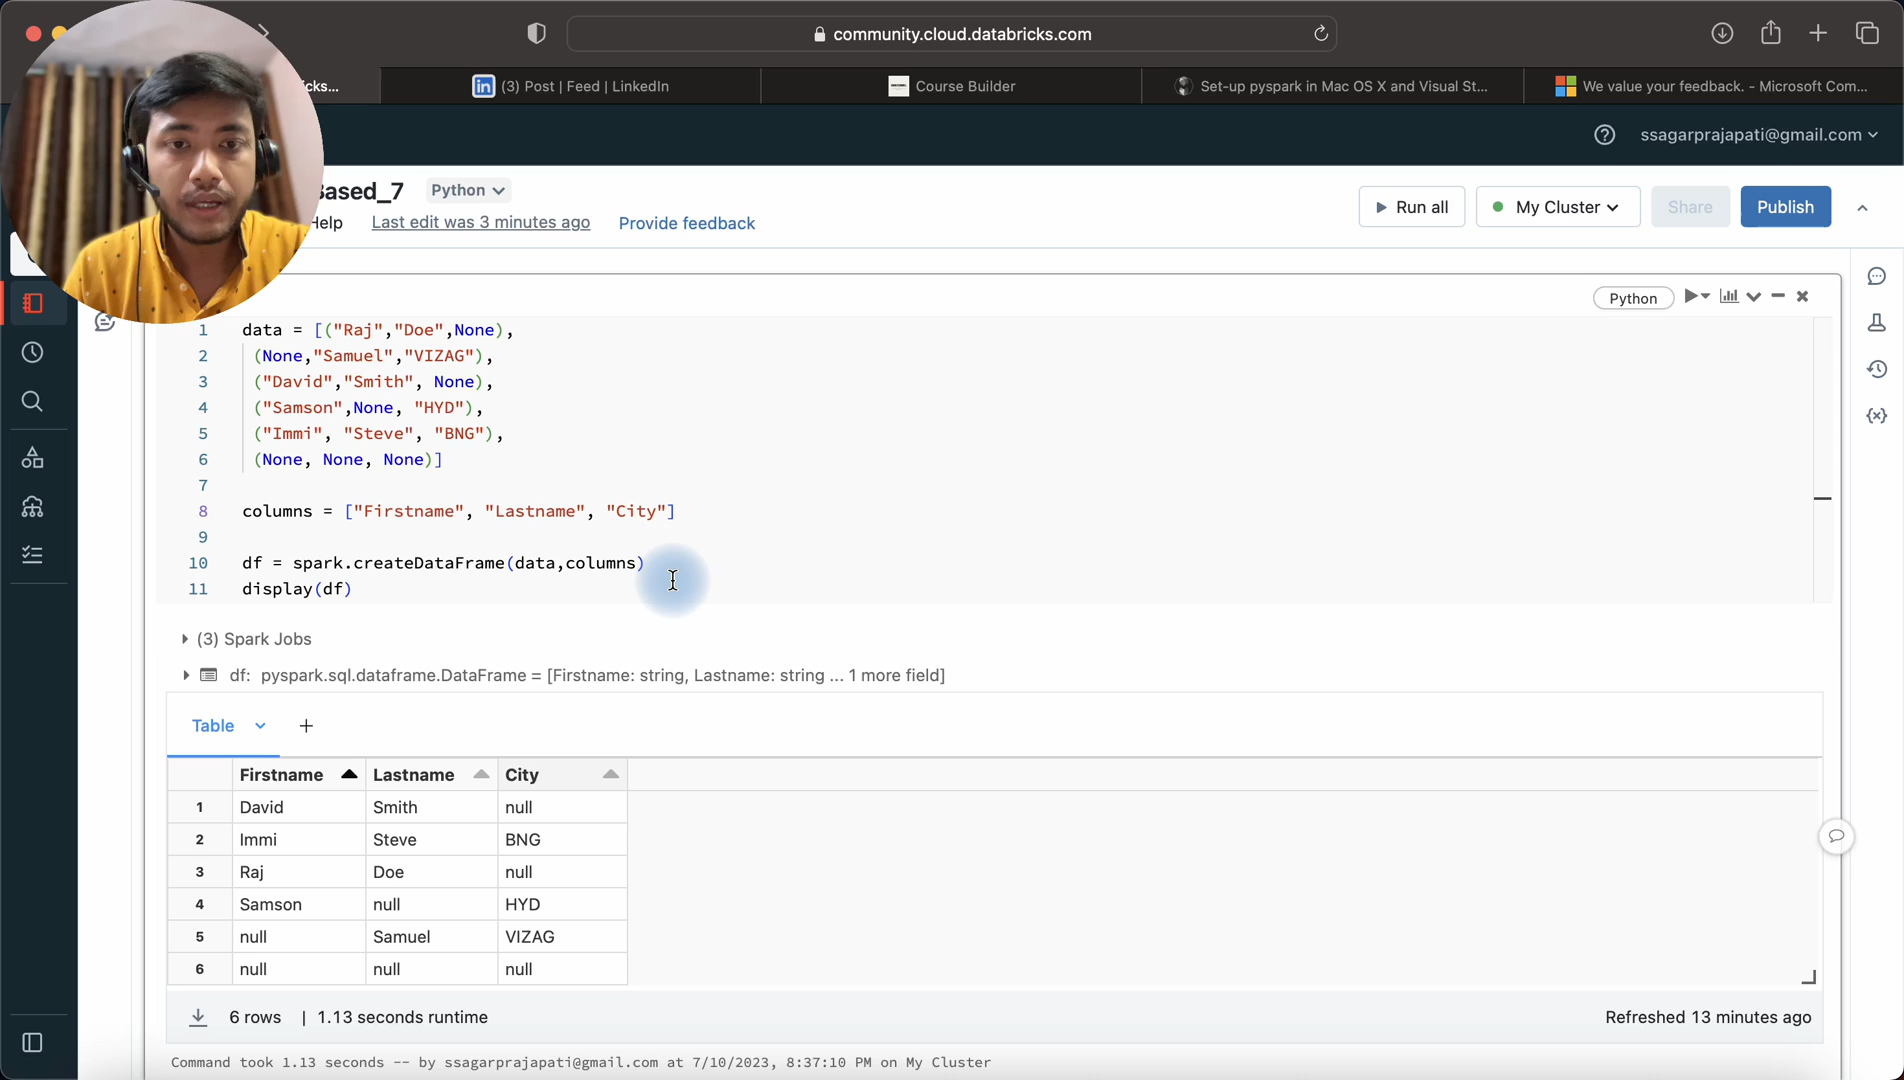 community.cloud.databricks.com
cks...
(3) Post | Feed | LinkedIn
Course Builder
Set-up pyspark in Mac OS X and Visual St...
We value your feedback. - Microsoft Com...
ssagarprajapati@gmail.com
Based_7
Python
Help
Last edit was 3 minutes ago
Provide feedback
Run all
My Cluster
Share
Publish
Python
1 data = [("Raj","Doe",None),
2 (None,"Samuel","VIZAG"),
3 ("David","Smith", None),
4 ("Samson",None, "HYD"),
5 ("Immi", "Steve", "BNG"),
6 (None, None, None)]
7
8 columns = ["Firstname", "Lastname", "City"]
9
10 df = spark.createDataFrame(data,columns)
11 display(df)
(3) Spark Jobs
df: pyspark.sql.dataframe.DataFrame = [Firstname: string, Lastname: string ... 1 more field]
Table
+
Firstname Lastname City
1 David Smith null
2 Immi Steve BNG
3 Raj Doe null
4 Samson null HYD
5 null Samuel VIZAG
6 null null null
6 rows | 1.13 seconds runtime
Refreshed 13 minutes ago
Command took 1.13 seconds -- by ssagarprajapati@gmail.com at 7/10/2023, 8:37:10 PM on My Cluster